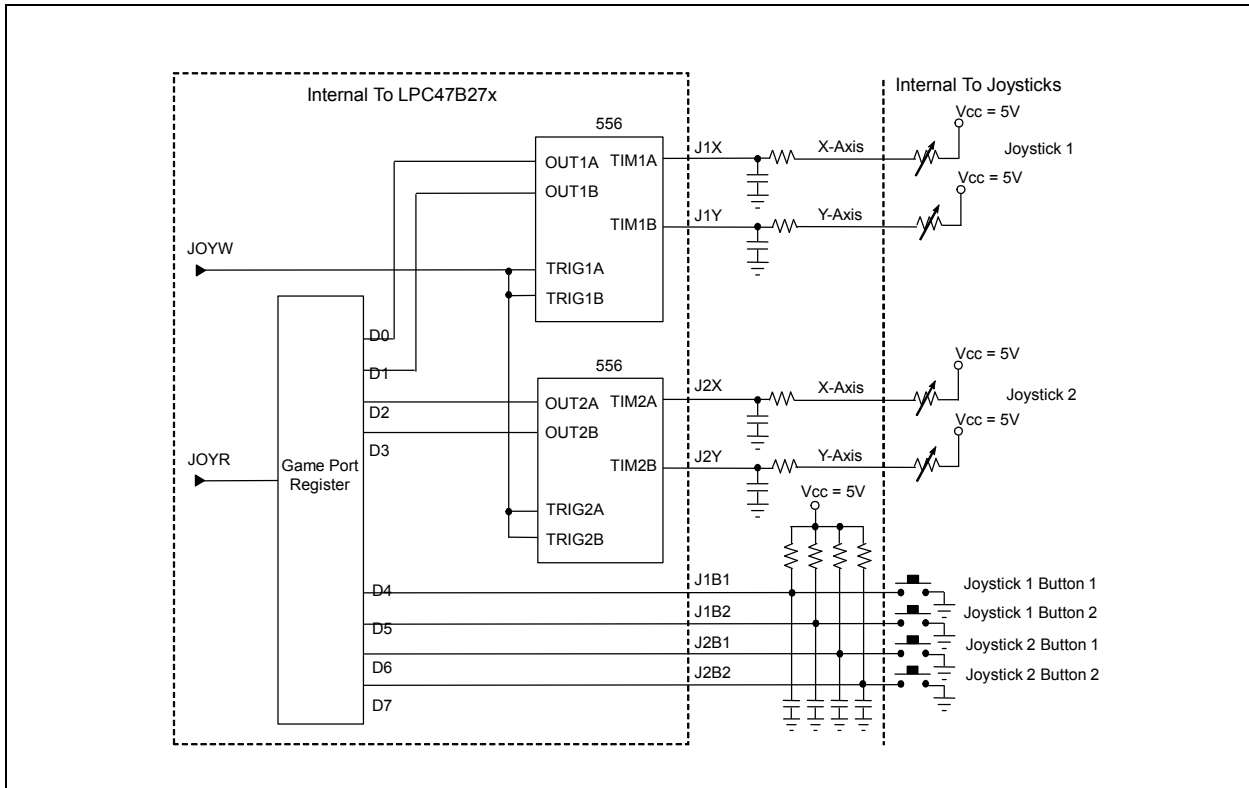 Internal To LPC47B27x
Internal To Joysticks
Vcc = 5V
556
J1X
X-Axis
Joystick 1
OUT1A TIM1A
Vcc = 5V
OUT1B
J1Y
Y-Axis
TIM1B
JOYW
TRIG1A
TRIG1B
D0
Vcc = 5V
556
D1
J2X
X-Axis
Joystick 2
D2
OUT2A TIM2A
Vcc = 5V
OUT2B
D3
J2Y
Y-Axis
JOYR
Game Port
Register
TIM2B
Vcc = 5V
TRIG2A
TRIG2B
D4
J1B1
Joystick 1 Button 1
J1B2
Joystick 1 Button 2
D5
J2B1
Joystick 2 Button 1
D6
J2B2
Joystick 2 Button 2
D7